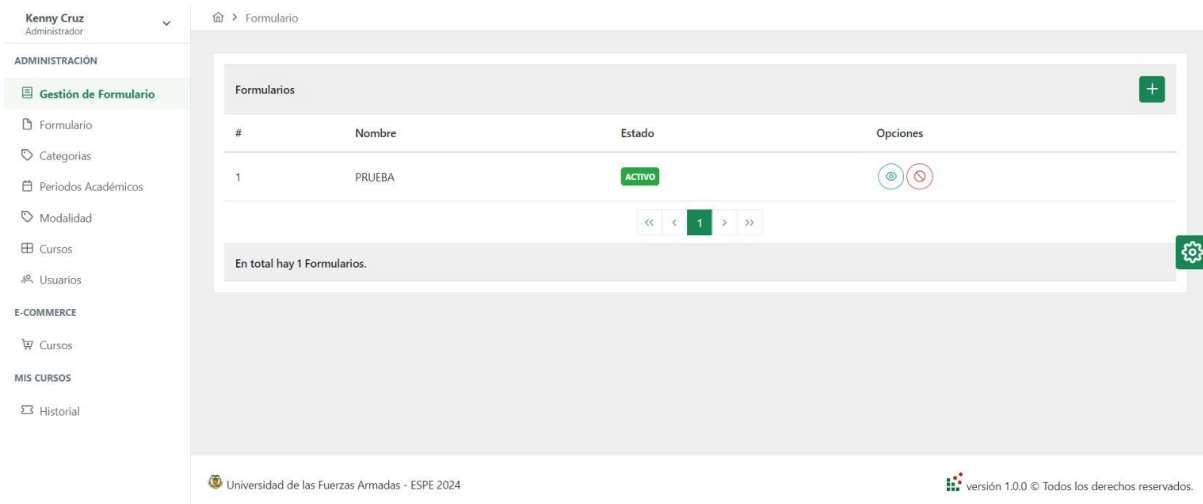 Kenny Cruz
Administrador
Formulario
ADMINISTRACIÓN
Gestión de Formulario
Formulario
Categorias
Periodos Académicos
Modalidad
Cursos
Usuarios
E-COMMERCE
Cursos
MIS CURSOS
Historial
Formularios
# Nombre Estado Opciones
1 PRUEBA ACTIVO
« < 1 > »
En total hay 1 Formularios.
Universidad de las Fuerzas Armadas - ESPE 2024
versión 1.0.0 © Todos los derechos reservados.